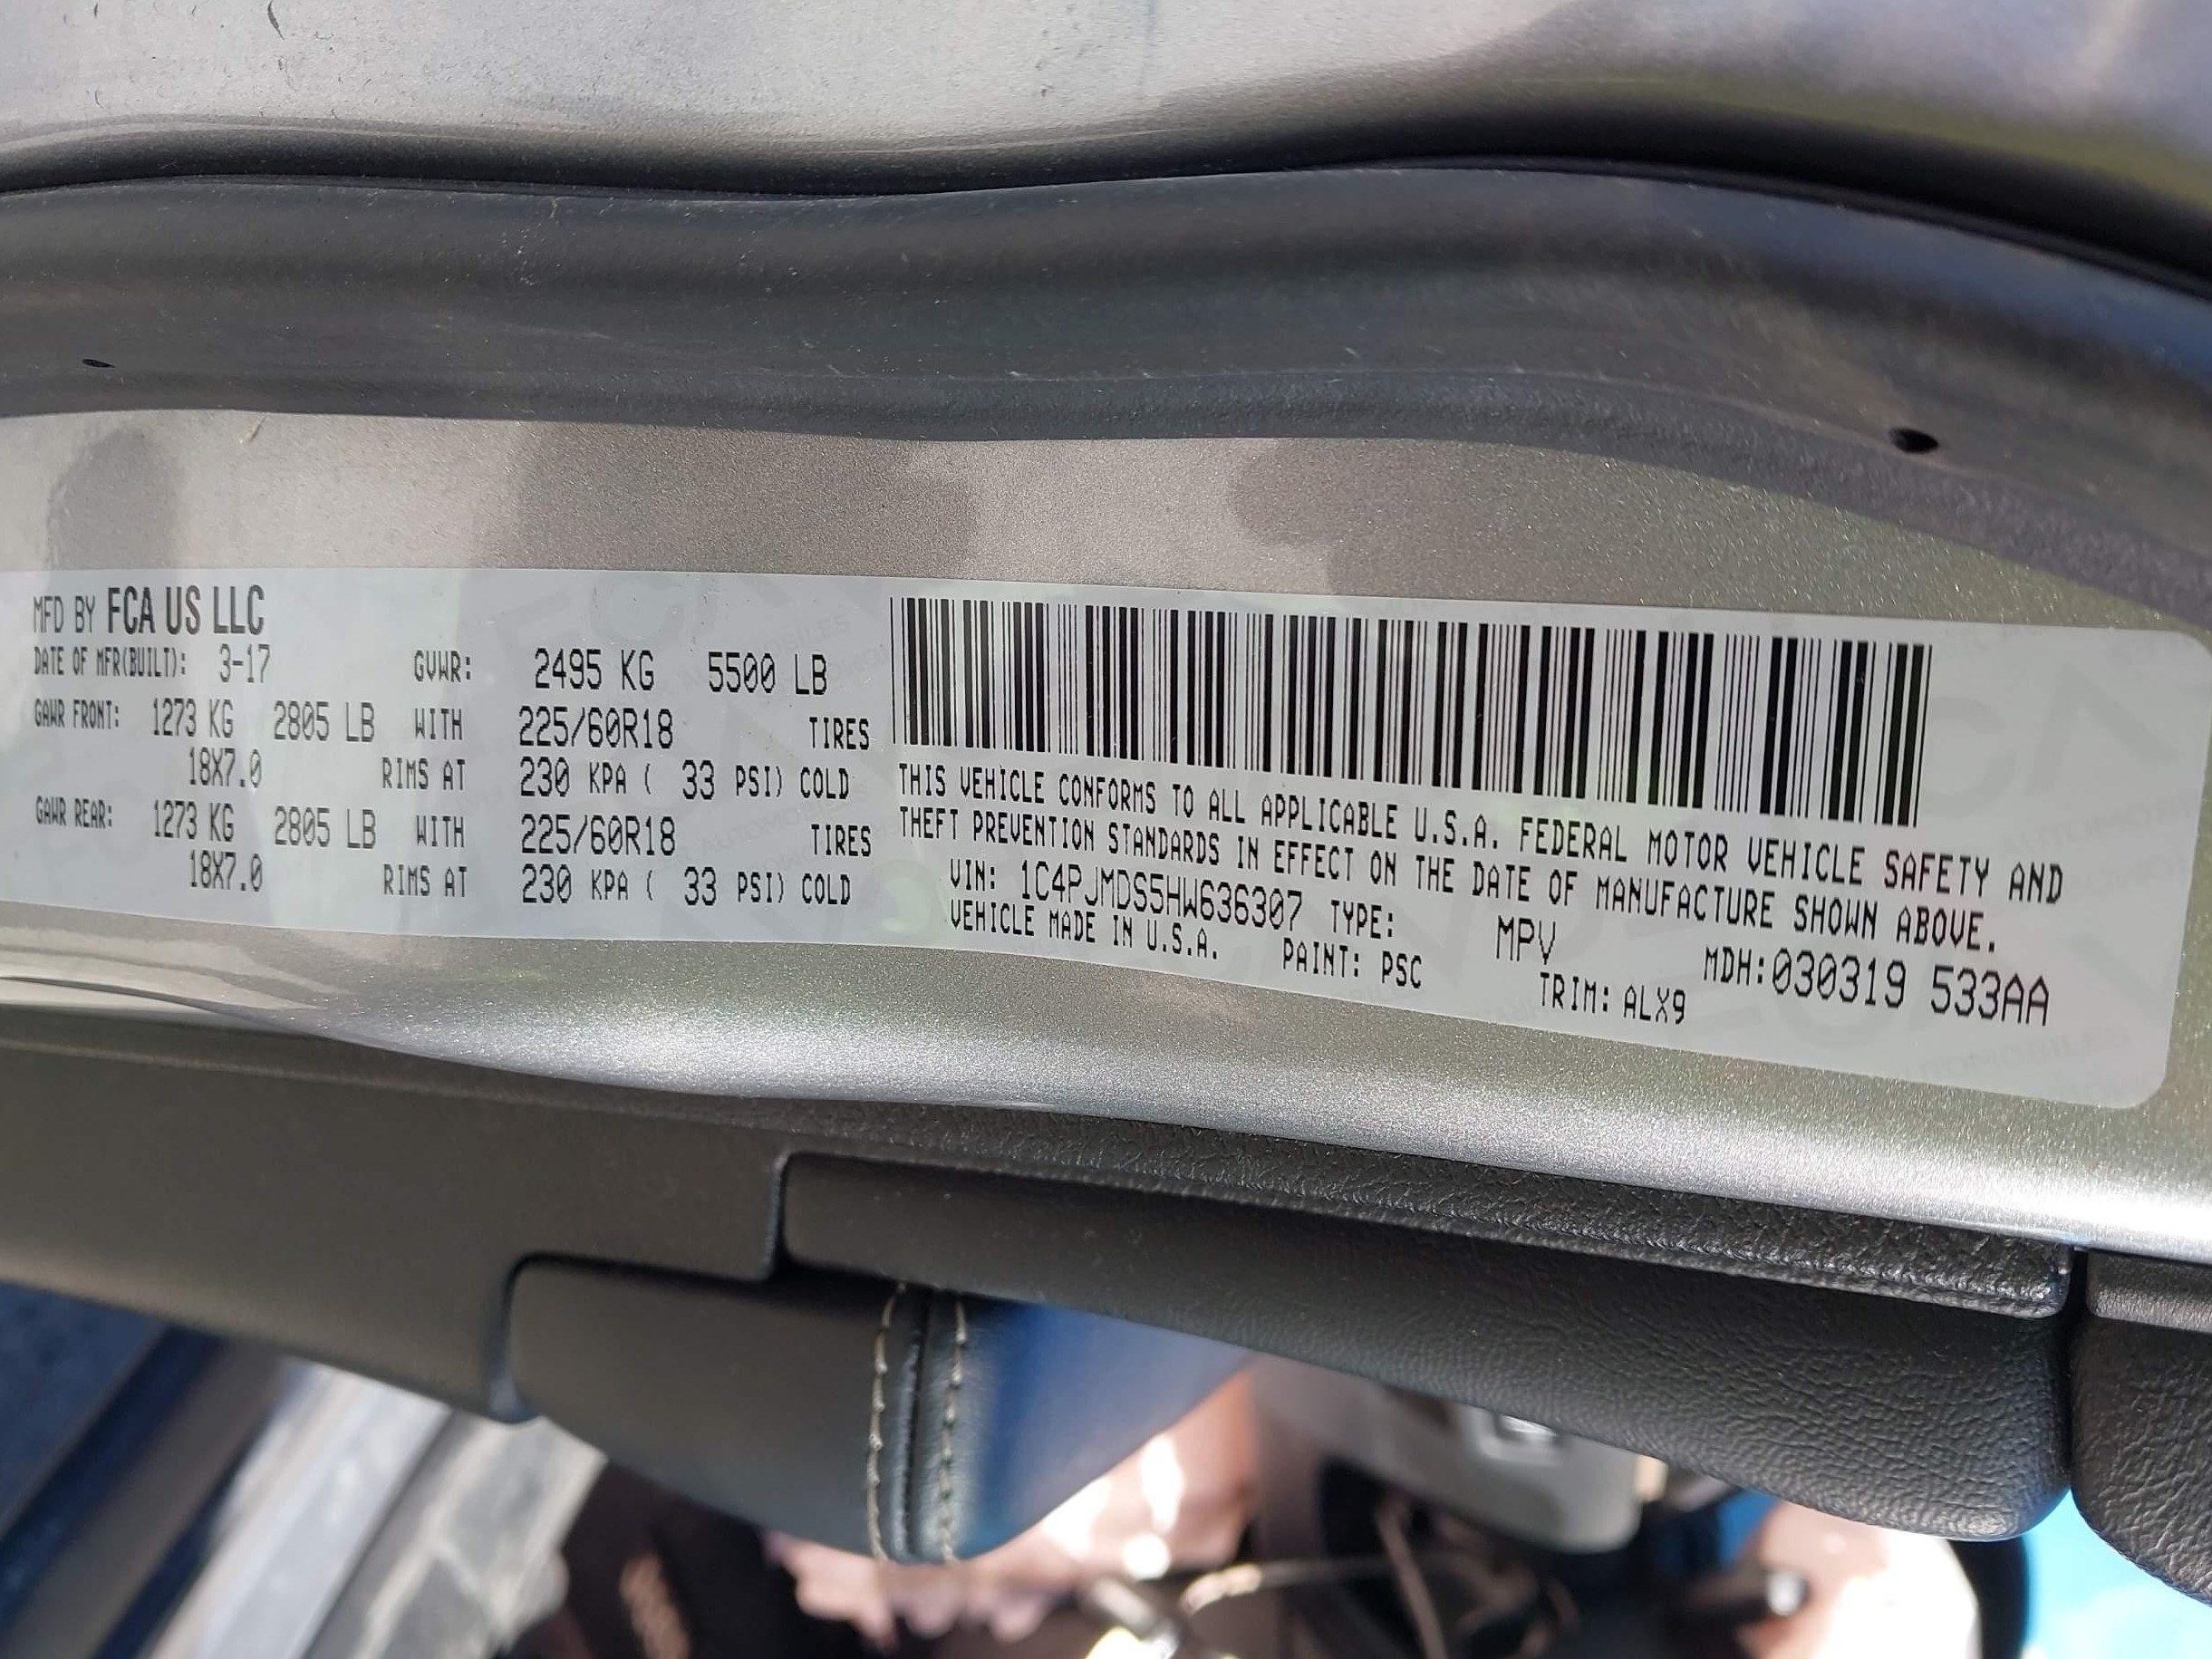 MFD BY FCA US LLC
DATE OF MFR(BUILT): 3-17 GVWR: 2495 KG 5500 LB
GAWR FRONT: 1273 KG 2805 LB WITH 225/60R18 TIRES
18X7.0 RIMS AT 230 KPA ( 33 PSI) COLD
GAWR REAR: 1273 KG 2805 LB WITH 225/60R18 TIRES
18X7.0 RIMS AT 230 KPA ( 33 PSI) COLD
THIS VEHICLE CONFORMS TO ALL APPLICABLE U.S.A. FEDERAL MOTOR VEHICLE SAFETY AND
THEFT PREVENTION STANDARDS IN EFFECT ON THE DATE OF MANUFACTURE SHOWN ABOVE.
VIN: 1C4PJMDS5HW636307 TYPE: MPV MDH:030319 533AA
VEHICLE MADE IN U.S.A. PAINT: PSC TRIM: ALX9